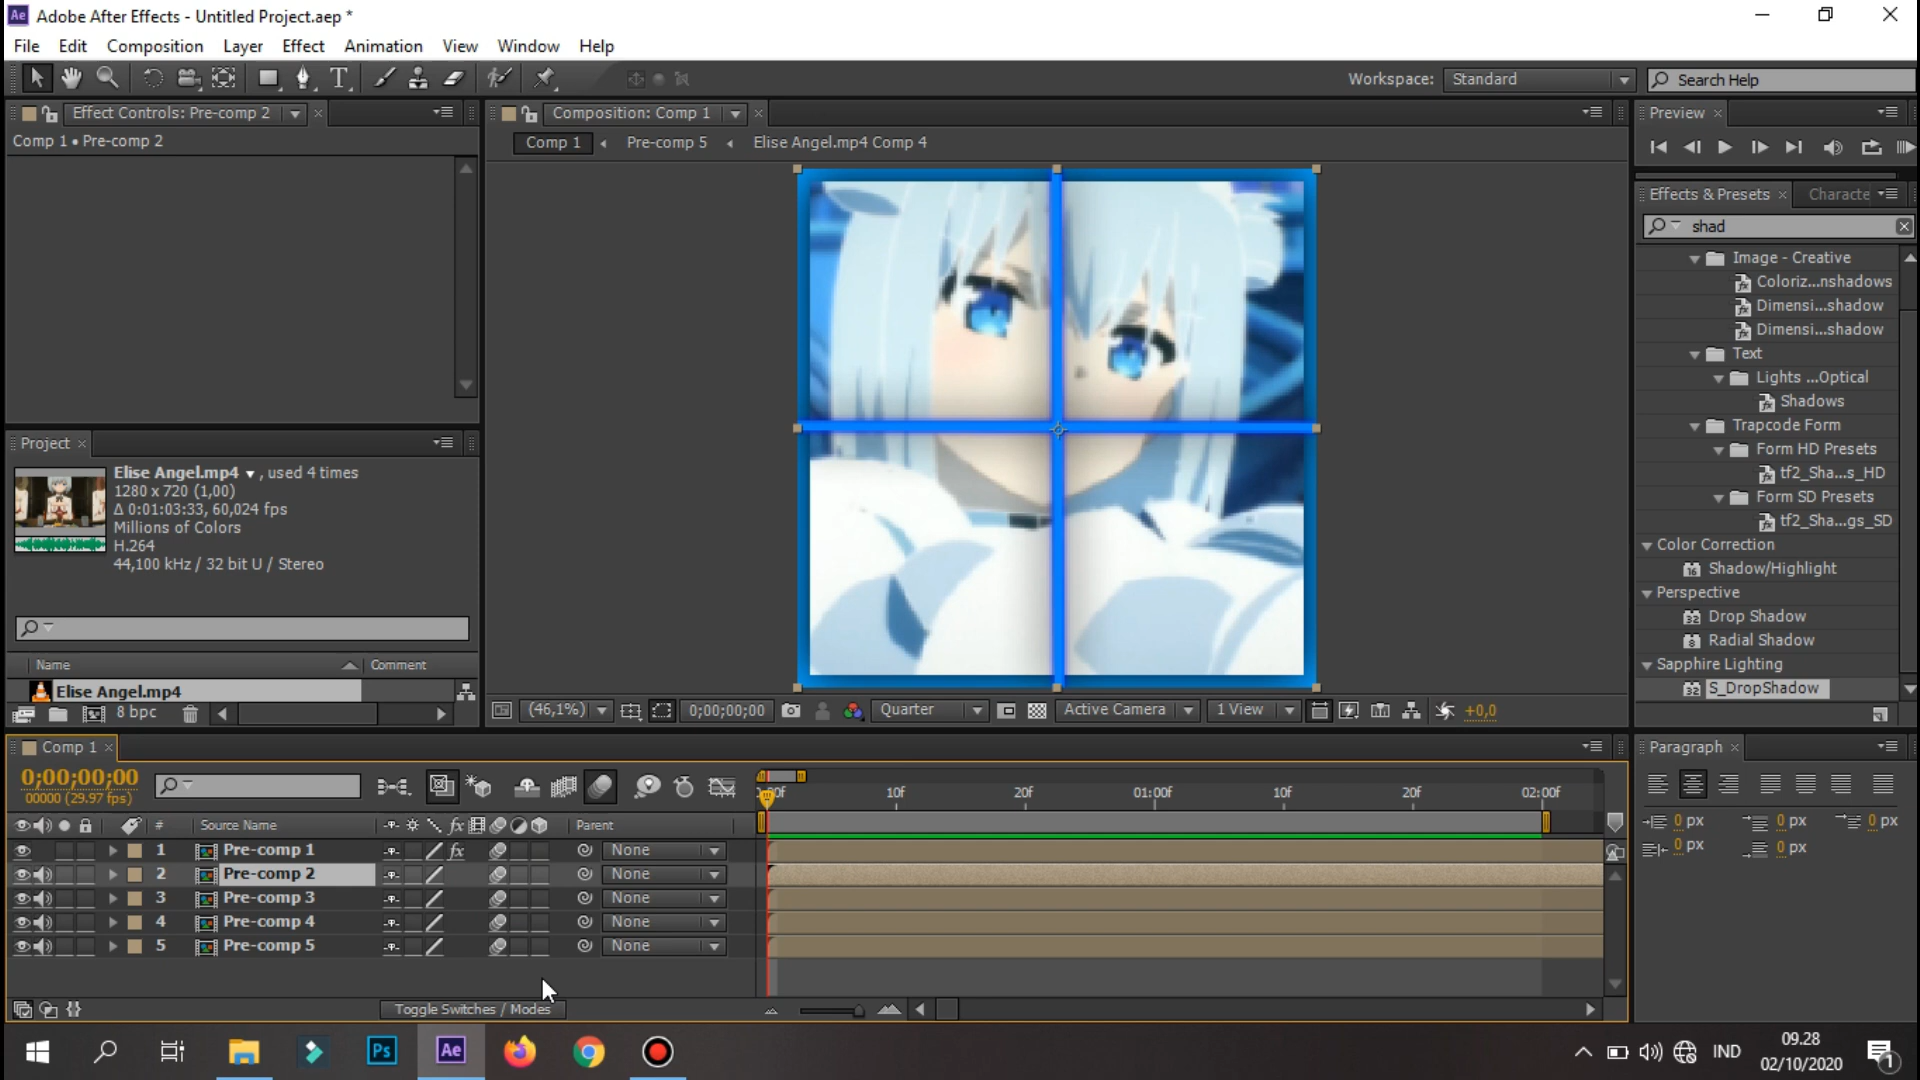 Ae Adobe After Effects - Untitled Project.aep *
File Edit Composition Layer Effect Animation View Window Help
Workspace: Standard Search Help
Effect Controls: Pre-comp 2
Comp 1 • Pre-comp 2
Project
Elise Angel.mp4 , used 4 times
1280 x 720 (1,00)
Δ 0:01:03:33, 60,024 fps
Millions of Colors
H.264
44,100 kHz / 32 bit U / Stereo
Name Comment
Elise Angel.mp4
8 bpc
Composition: Comp 1
Comp 1 Pre-comp 5 Elise Angel.mp4 Comp 4
(46,1%) 0;00;00;00 Quarter Active Camera 1 View +0,0
Preview
Effects & Presets Characte
shad
Image - Creative
Coloriz...nshadows
Dimensi...shadow
Dimensi...shadow
Text
Lights ...Optical
Shadows
Trapcode Form
Form HD Presets
tf2_Sha...s_HD
Form SD Presets
tf2_Sha...gs_SD
Color Correction
16 Shadow/Highlight
Perspective
32 Drop Shadow
8 Radial Shadow
Sapphire Lighting
32 S_DropShadow
Comp 1
0;00;00;00
00000 (29.97 fps)
10f 20f 01:00f 10f 20f 02:00f
# Source Name fx Parent
1 Pre-comp 1 fx None
2 Pre-comp 2 None
3 Pre-comp 3 None
4 Pre-comp 4 None
5 Pre-comp 5 None
Toggle Switches / Modes
Paragraph
0 px 0 px 0 px
0 px 0 px
Ps Ae
IND
09.28
02/10/2020
1